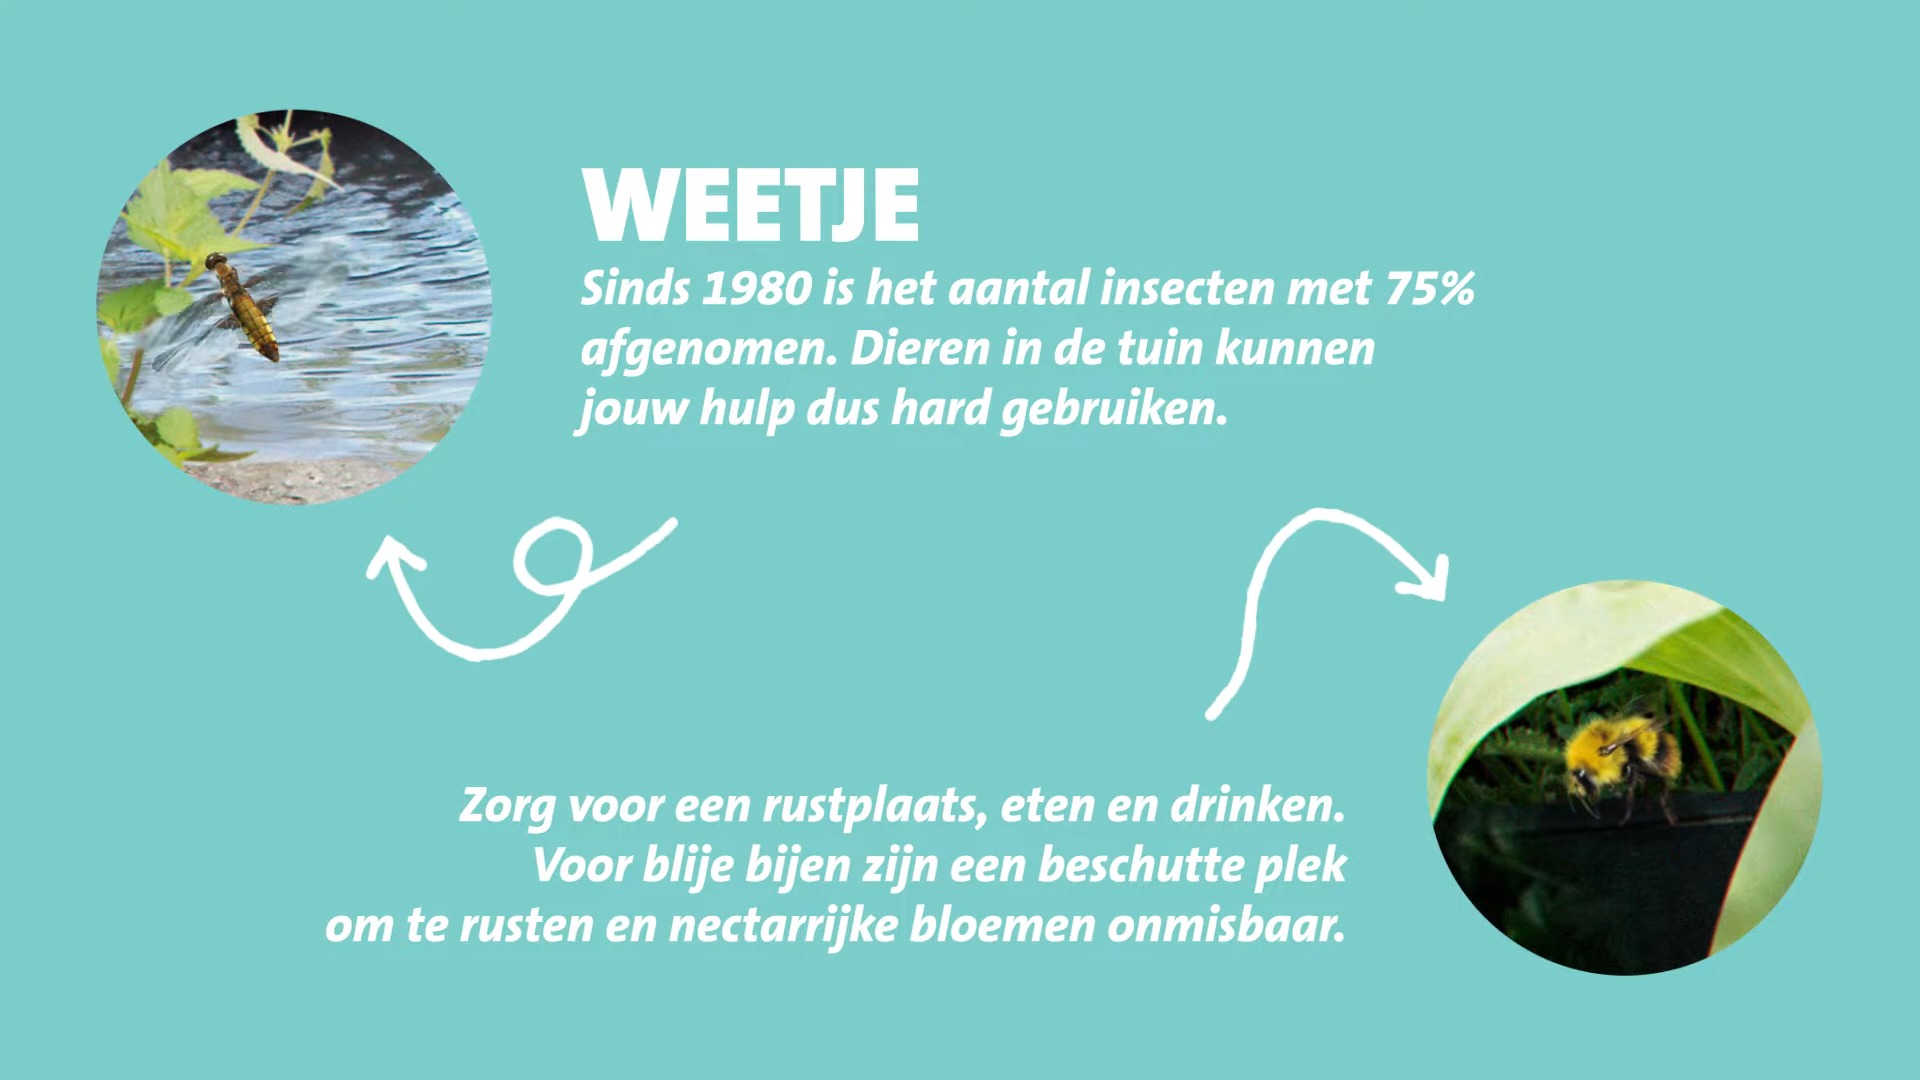 WEETJE
Sinds 1980 is het aantal insecten met 75%
afgenomen. Dieren in de tuin kunnen
jouw hulp dus hard gebruiken.
Zorg voor een rustplaats, eten en drinken.
Voor blije bijen zijn een beschutte plek
om te rusten en nectarrijke bloemen onmisbaar.